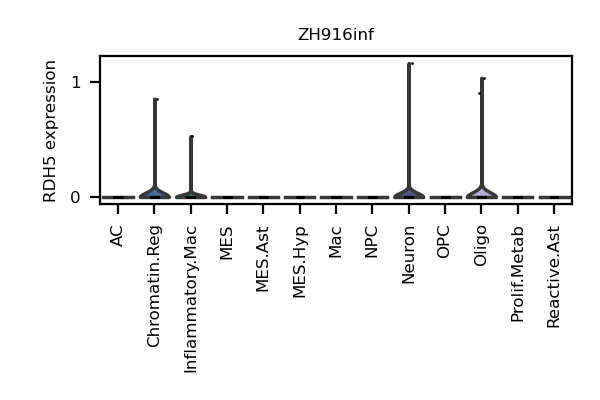 ZH916inf
RDH5 expression
1
0
AC
Chromatin.Reg
Inflammatory.Mac
MES
MES.Ast
MES.Hyp
Mac
NPC
Neuron
OPC
Oligo
Prolif.Metab
Reactive.Ast